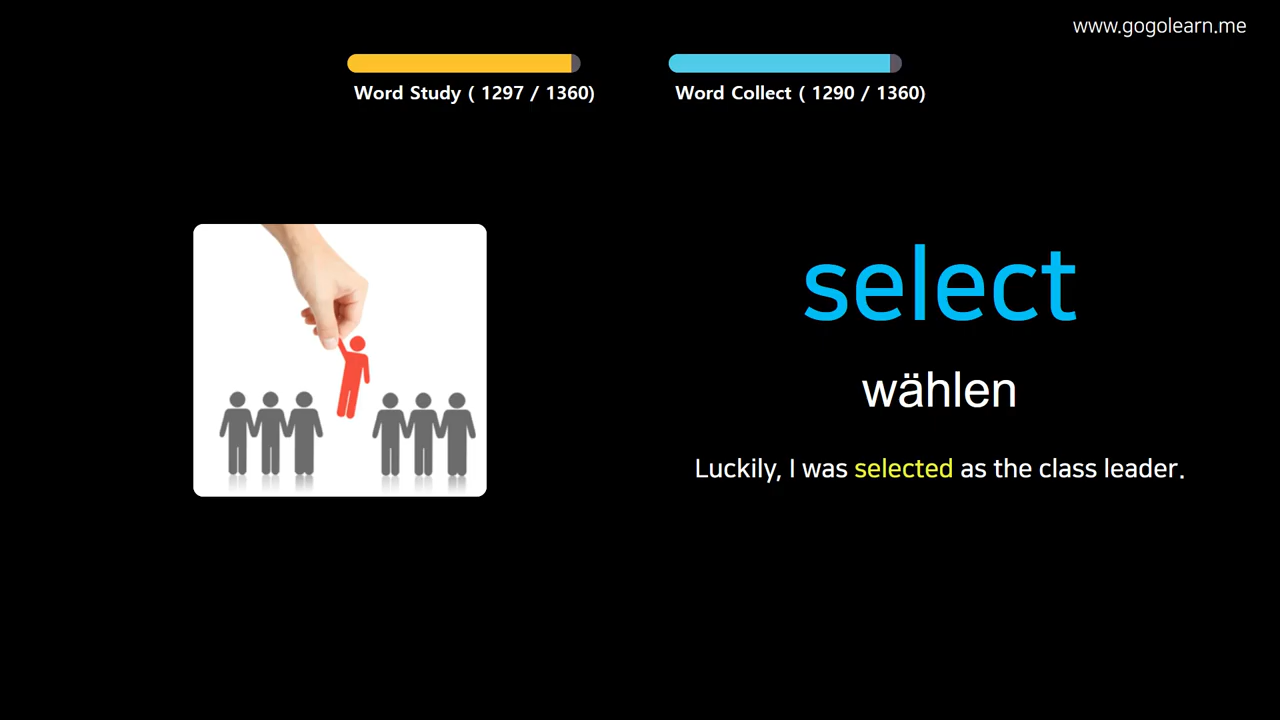 www.gogolearn.me
Word Study ( 1297 / 1360)
Word Collect ( 1290 / 1360)
select
wählen
Luckily, I was selected as the class leader.